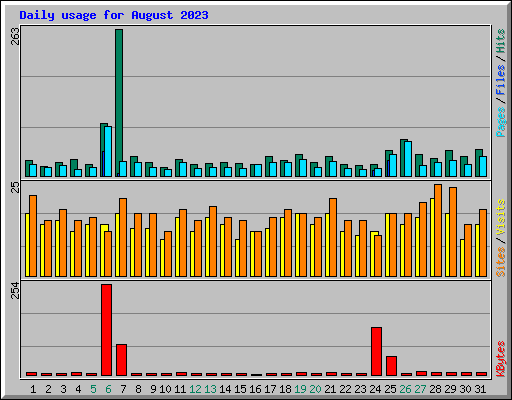 Daily usage for August 2023
263
Pages / Files / Hits
25
Sites / Visits
254
KBytes
1 2 3 4 5 6 7 8 9 10 11 12 13 14 15 16 17 18 19 20 21 22 23 24 25 26 27 28 29 30 31